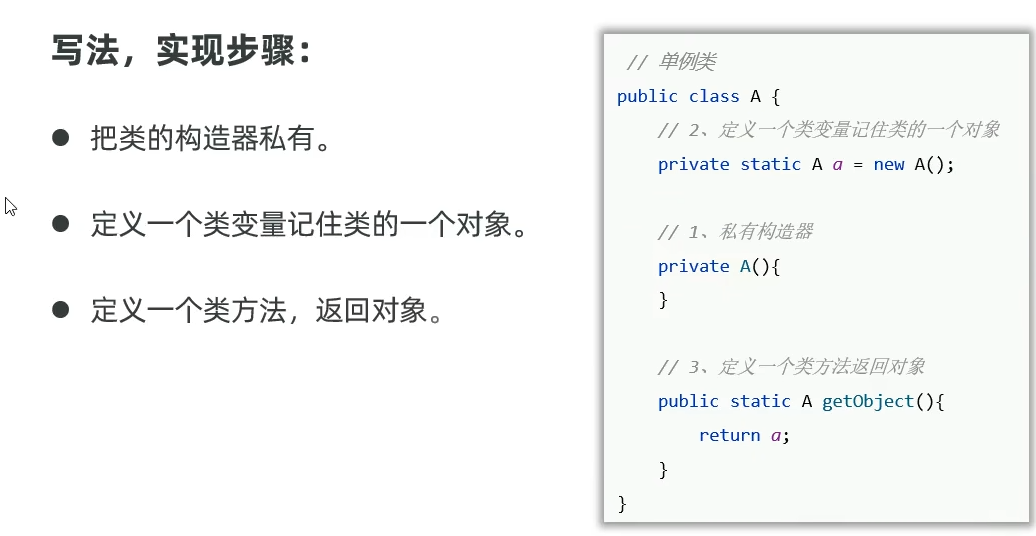 写法，实现步骤：
● 把类的构造器私有。
● 定义一个类变量记住类的一个对象。
● 定义一个类方法，返回对象。
// 单例类
public class A {
// 2、定义一个类变量记住类的一个对象
private static A a = new A();
// 1、私有构造器
private A(){
}
// 3、定义一个类方法返回对象
public static A getObject(){
return a;
}
}